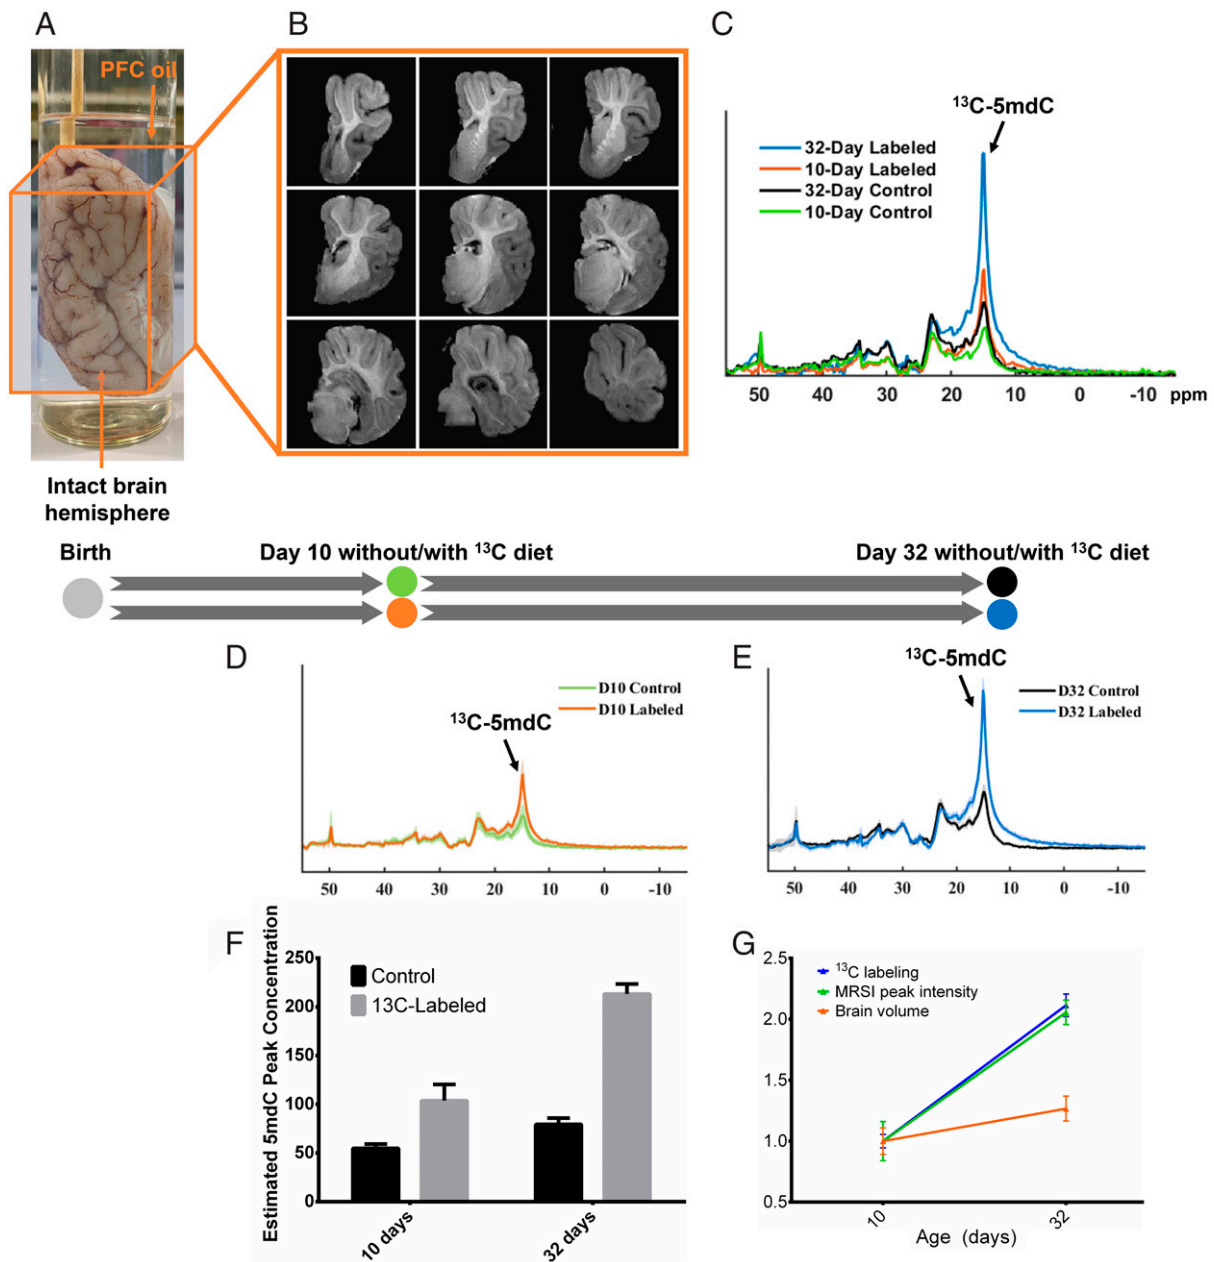 A
B
C
PFC oil
Intact brain
hemisphere
¹³C-5mdC
32-Day Labeled
10-Day Labeled
32-Day Control
10-Day Control
50 40 30 20 10 0 -10 ppm
Birth
Day 10 without/with ¹³C diet
Day 32 without/with ¹³C diet
D
¹³C-5mdC
D10 Control
D10 Labeled
50 40 30 20 10 0 -10
E
¹³C-5mdC
D32 Control
D32 Labeled
50 40 30 20 10 0 -10
F
Estimated 5mdC Peak Concentration
250
200
150
100
50
0
Control
13C-Labeled
10 days
32 days
G
2.5
2.0
1.5
1.0
0.5
¹³C labeling
MRSI peak intensity
Brain volume
10
32
Age (days)